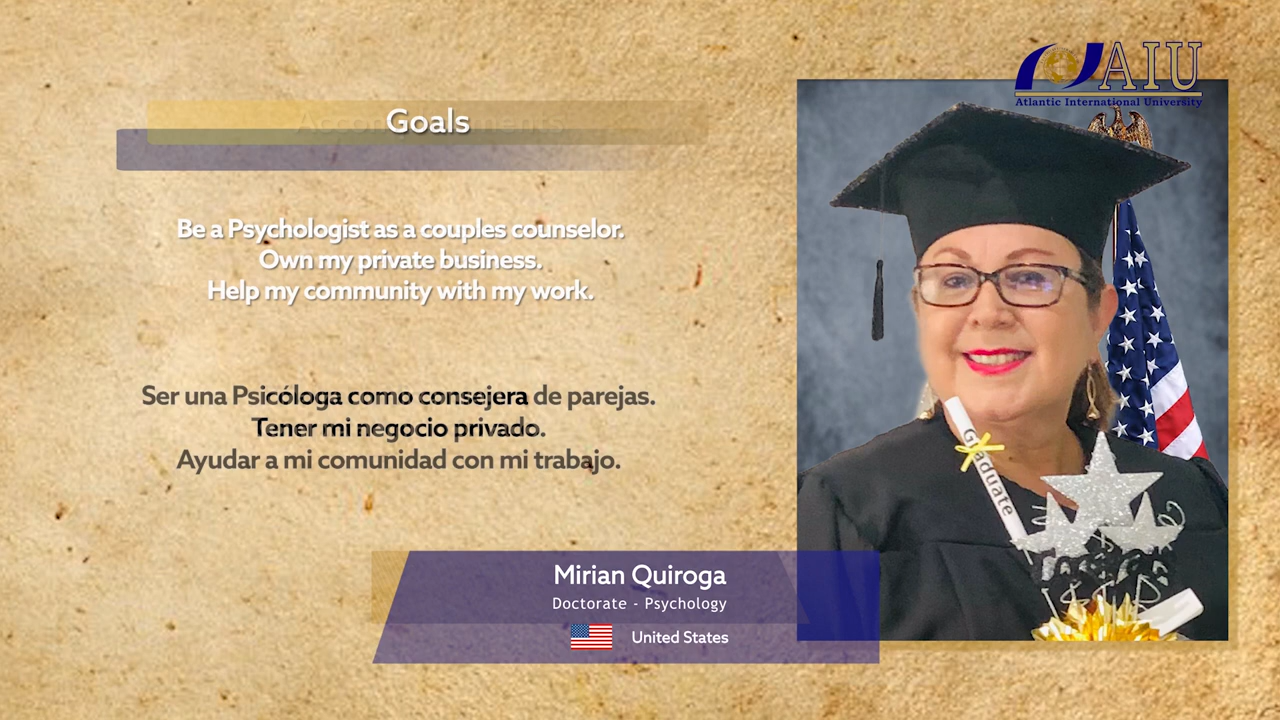 AIU
Atlantic International University
Goals
Be a Psychologist as a couples counselor.
Own my private business.
Help my community with my work.
Ser una Psicóloga como consejera de parejas.
Tener mi negocio privado.
Ayudar a mi comunidad con mi trabajo.
Graduate
Mirian Quiroga
Doctorate - Psychology
United States